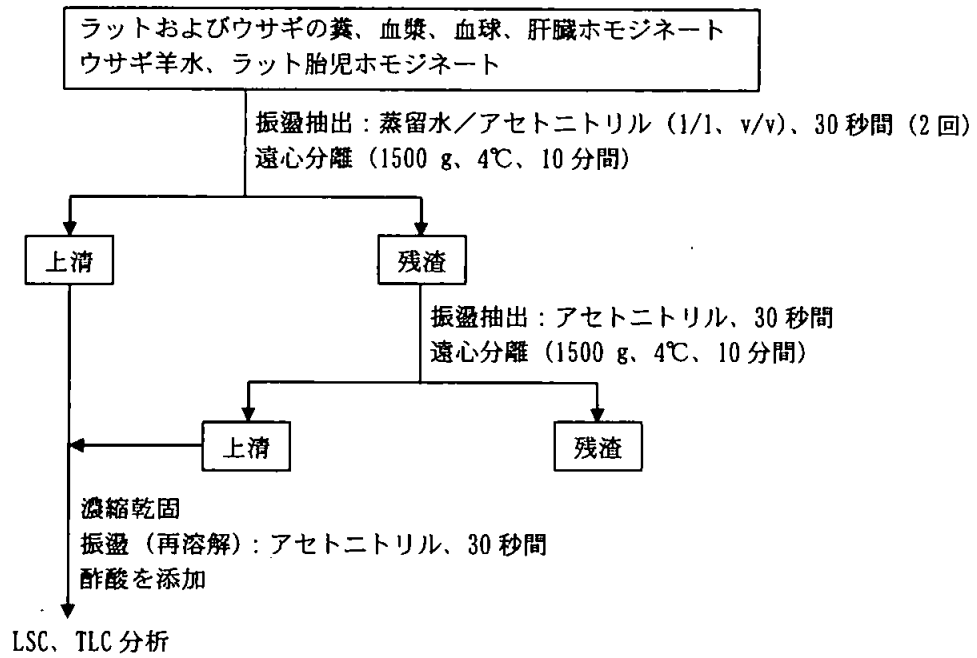 ラットおよびウサギの糞、血漿、血球、肝臓ホモジネート
ウサギ羊水、ラット胎児ホモジネート
振盪抽出：蒸留水／アセトニトリル（1/1、v/v）、30秒間（2回）
遠心分離（1500 g、4℃、10分間）
上清
残渣
振盪抽出：アセトニトリル、30秒間
遠心分離（1500 g、4℃、10分間）
上清
残渣
濃縮乾固
振盪（再溶解）：アセトニトリル、30秒間
酢酸を添加
LSC、TLC分析